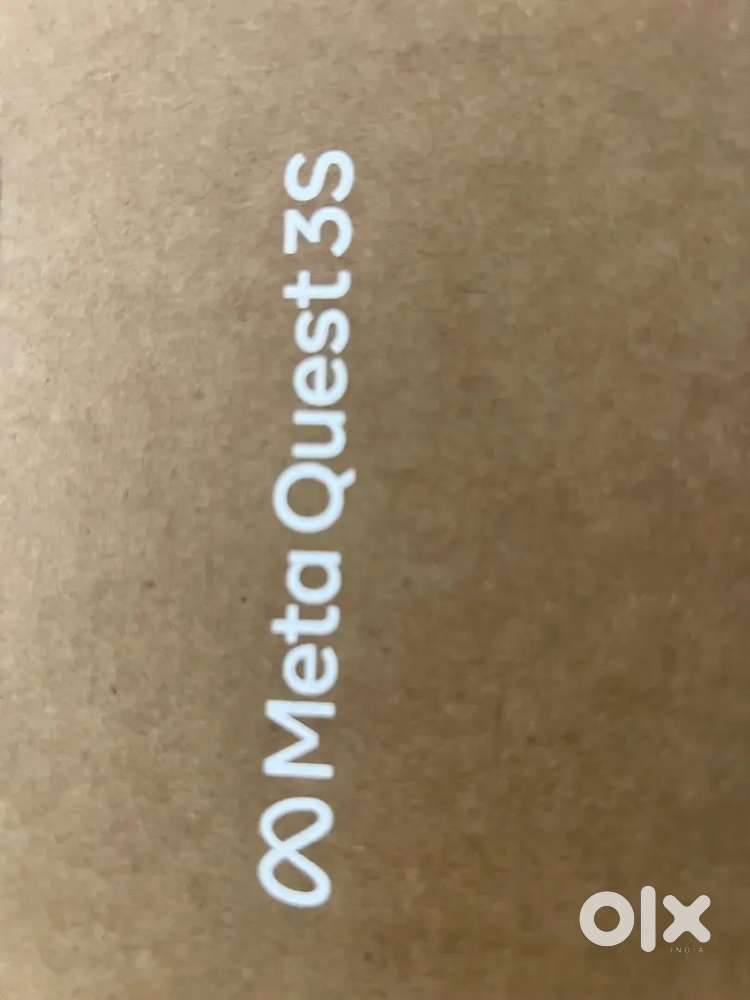 Meta Quest 3S
olx
INDIA